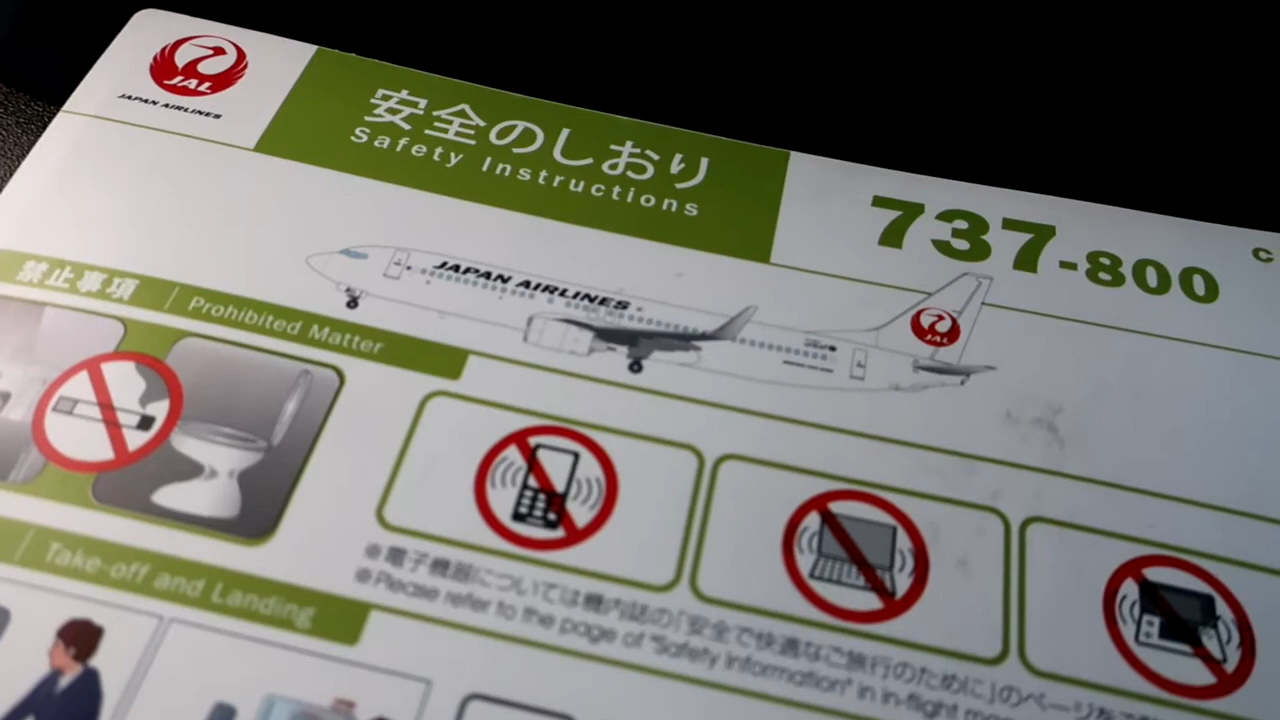 JAL
JAPAN AIRLINES
安全のしおり
Safety Instructions
737-800
C
JAPAN AIRLINES
JAL
禁止事項 | Prohibited Matter
※電子機器については機内誌の「安全で快適なご旅行のために」のページを
※Please refer to the page of "Safety Information" in in-flight
Take-off and Landing